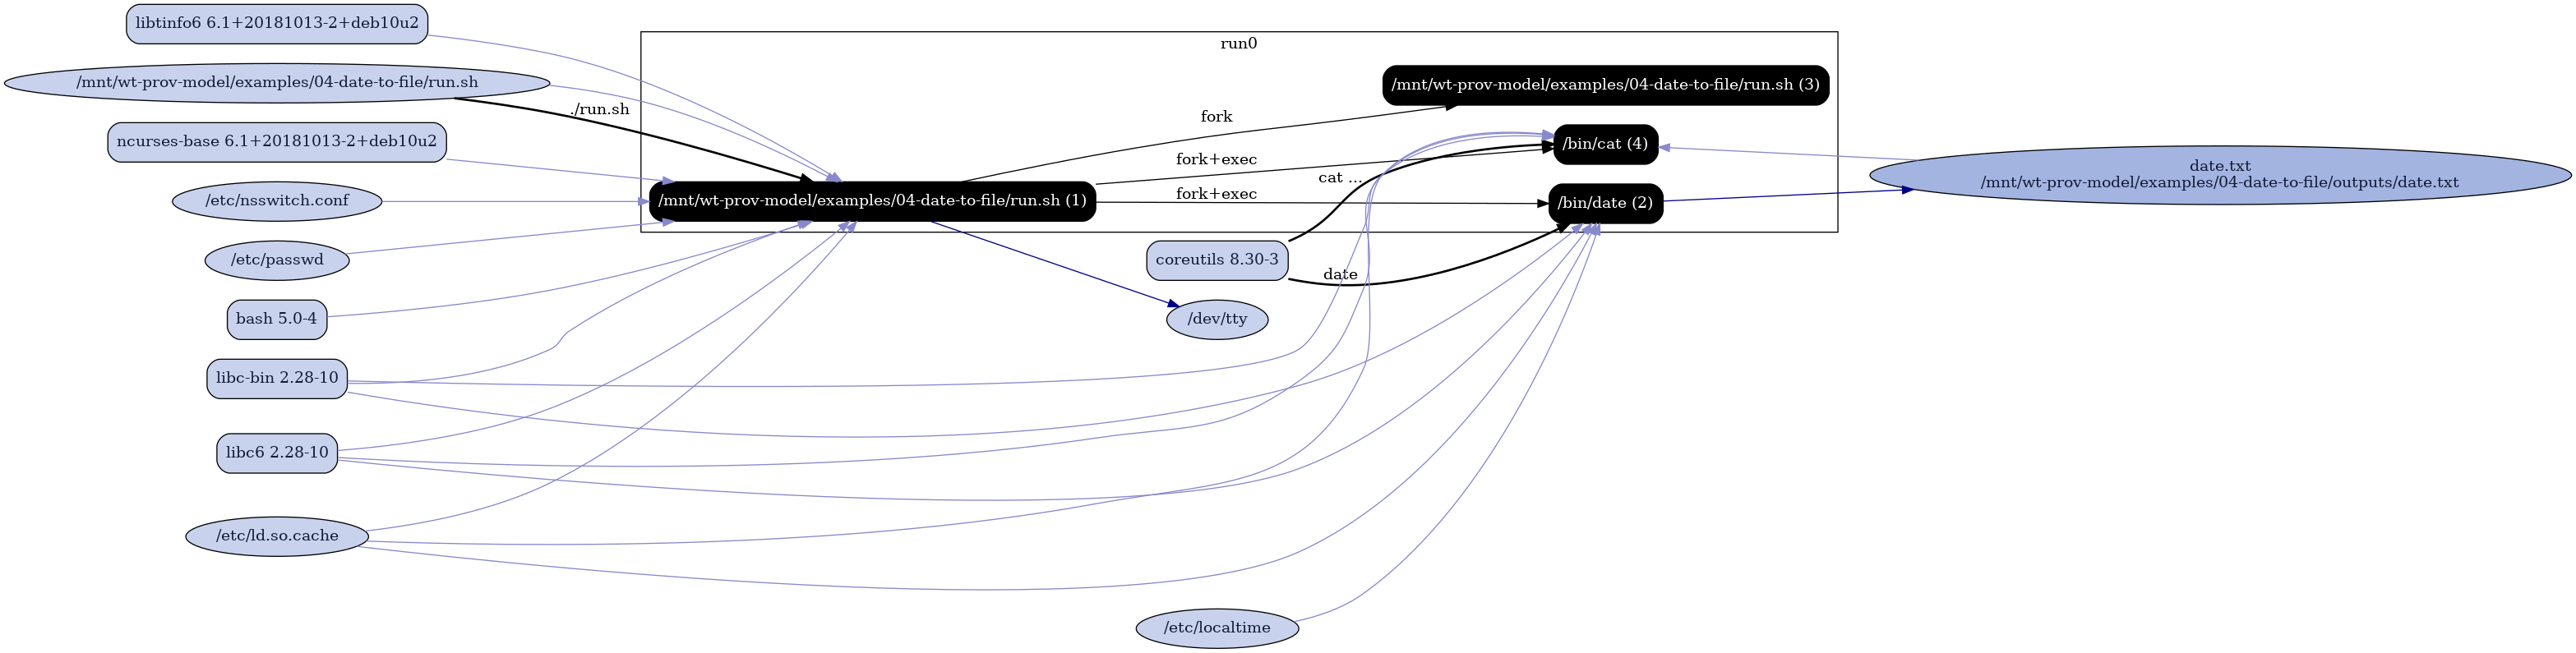 libtinfo6 6.1+20181013-2+deb10u2
/mnt/wt-prov-model/examples/04-date-to-file/run.sh
./run.sh
ncurses-base 6.1+20181013-2+deb10u2
/etc/nsswitch.conf
/etc/passwd
bash 5.0-4
libc-bin 2.28-10
libc6 2.28-10
/etc/ld.so.cache
run0
/mnt/wt-prov-model/examples/04-date-to-file/run.sh (1)
fork
fork+exec
cat ...
fork+exec
/mnt/wt-prov-model/examples/04-date-to-file/run.sh (3)
/bin/cat (4)
/bin/date (2)
coreutils 8.30-3
date
/dev/tty
/etc/localtime
date.txt
/mnt/wt-prov-model/examples/04-date-to-file/outputs/date.txt